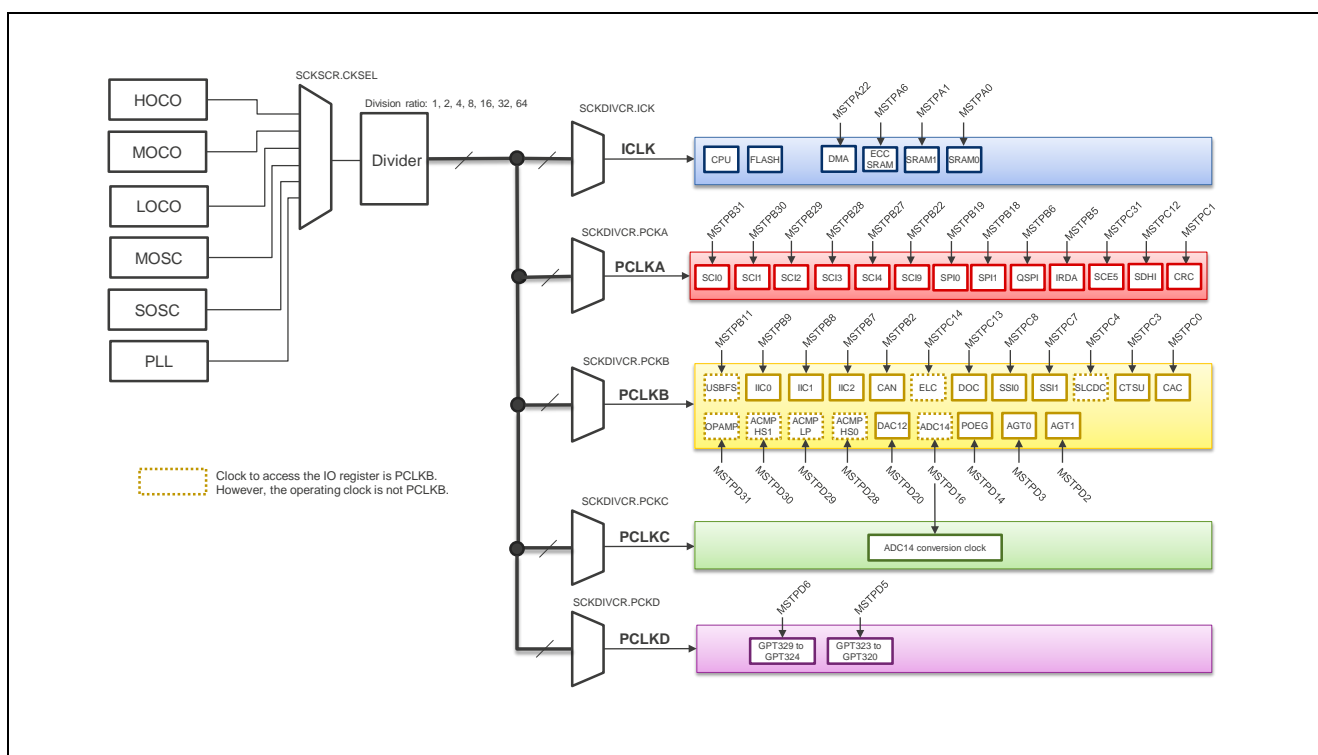 SCKSCR.CKSEL
HOCO
MOCO
LOCO
MOSC
SOSC
PLL
Division ratio: 1, 2, 4, 8, 16, 32, 64
Divider
SCKDIVCR.ICK
ICLK
MSTPA22
MSTPA6
MSTPA1
MSTPA0
CPU
FLASH
DMA
ECC
SRAM
SRAM1
SRAM0
SCKDIVCR.PCKA
PCLKA
MSTPB31
MSTPB30
MSTPB29
MSTPB28
MSTPB27
MSTPB22
MSTPB19
MSTPB18
MSTPB6
MSTPB5
MSTPC31
MSTPC12
MSTPC1
SCI0
SCI1
SCI2
SCI3
SCI4
SCI9
SPI0
SPI1
QSPI
IRDA
SCE5
SDHI
CRC
SCKDIVCR.PCKB
PCLKB
MSTPB11
MSTPB9
MSTPB8
MSTPB7
MSTPB2
MSTPC14
MSTPC13
MSTPC8
MSTPC7
MSTPC4
MSTPC3
MSTPC0
USBFS
IIC0
IIC1
IIC2
CAN
ELC
DOC
SSI0
SSI1
SLCDC
CTSU
CAC
OPAMP
ACMP
HS1
ACMP
LP
ACMP
HS0
DAC12
ADC14
POEG
AGT0
AGT1
MSTPD31
MSTPD30
MSTPD29
MSTPD28
MSTPD20
MSTPD16
MSTPD14
MSTPD3
MSTPD2
Clock to access the IO register is PCLKB.
However, the operating clock is not PCLKB.
SCKDIVCR.PCKC
PCLKC
ADC14 conversion clock
SCKDIVCR.PCKD
PCLKD
MSTPD6
MSTPD5
GPT329 to
GPT324
GPT323 to
GPT320